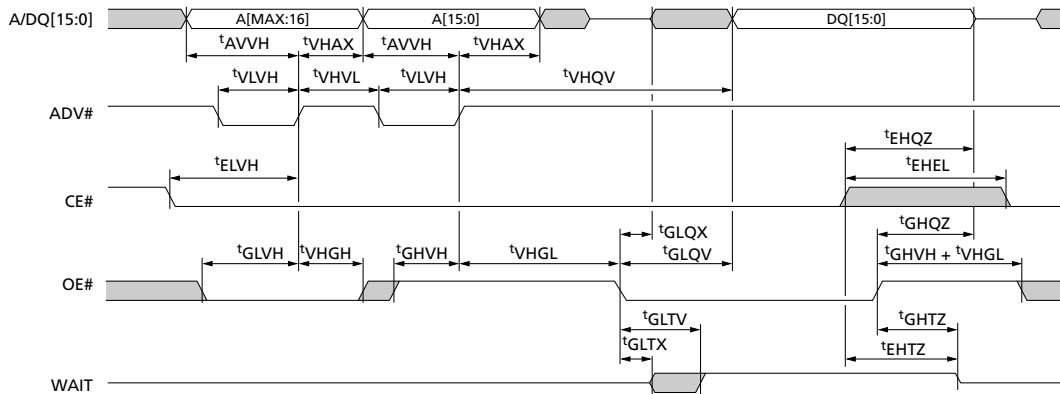 A/DQ[15:0] A[MAX:16] A[15:0] DQ[15:0]
tAVVH tVHAX tAVVH tVHAX
tVLVH tVHVL tVLVH tVHQV
ADV#
tEHQZ
tELVH tEHEL
CE#
tGLQX tGHQZ
tGLVH tVHGH tGHVH tVHGL tGLQV tGHVH + tVHGL
OE#
tGLTV tGHTZ
tGLTX tEHTZ
WAIT